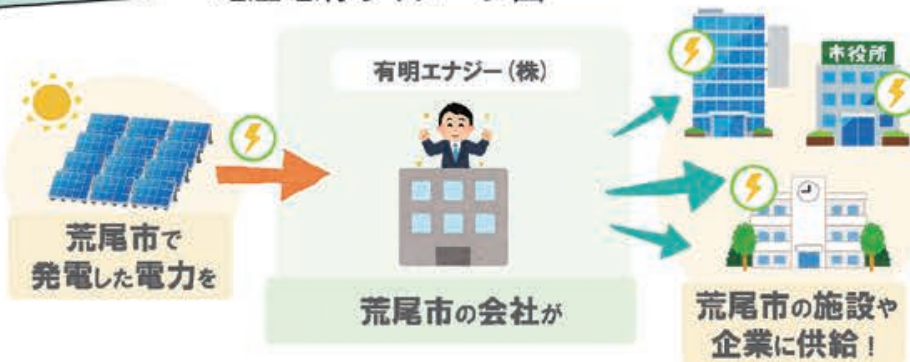 有明エナジー(株)
市役所
荒尾市で
発電した電力を
荒尾市の会社が
荒尾市の施設や
企業に供給!